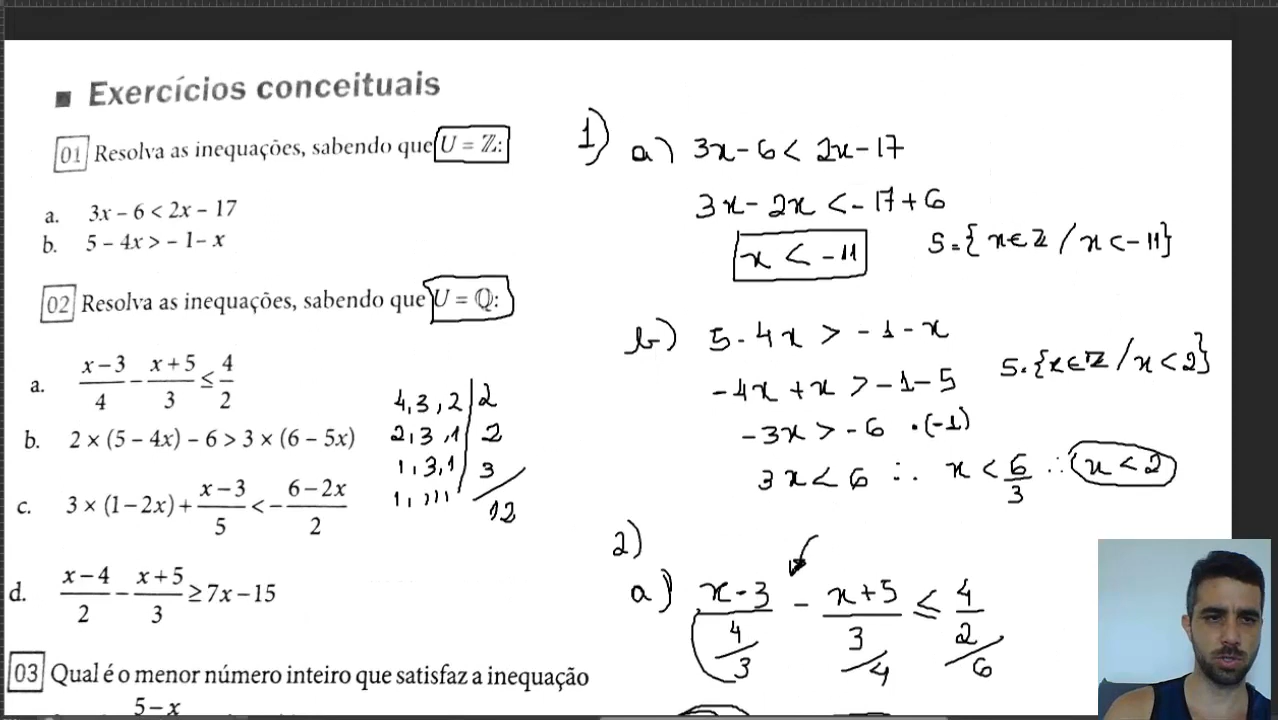 ■ Exercícios conceituais
01 Resolva as inequações, sabendo que U = ℤ:
a. 3x – 6 < 2x – 17
b. 5 – 4x > – 1– x
02 Resolva as inequações, sabendo que U = ℚ:
a. (x – 3)/4 – (x + 5)/3 ≤ 4/2
b. 2 × (5 – 4x) – 6 > 3 × (6 – 5x)
c. 3 × (1 – 2x) + (x – 3)/5 < – (6 – 2x)/2
d. (x – 4)/2 – (x + 5)/3 ≥ 7x – 15
03 Qual é o menor número inteiro que satisfaz a inequação
5 – x
4, 3, 2 | 2
2, 3, 1 | 2
1, 3, 1 | 3
1, 1, 1 / 12
1) a) 3x - 6 < 2x - 17
3x - 2x < - 17 + 6
x < - 11
S = { x ∈ ℤ / x < - 11}
b) 5 - 4x > - 1 - x
-4x + x > - 1 - 5
-3x > - 6 · (-1)
3x < 6 ∴ x < 6/3 ∴ x < 2
S = {x ∈ ℤ / x < 2}
2)
a) x - 3 - x + 5 ≤ 4
4 3 2
/3 /4 /6